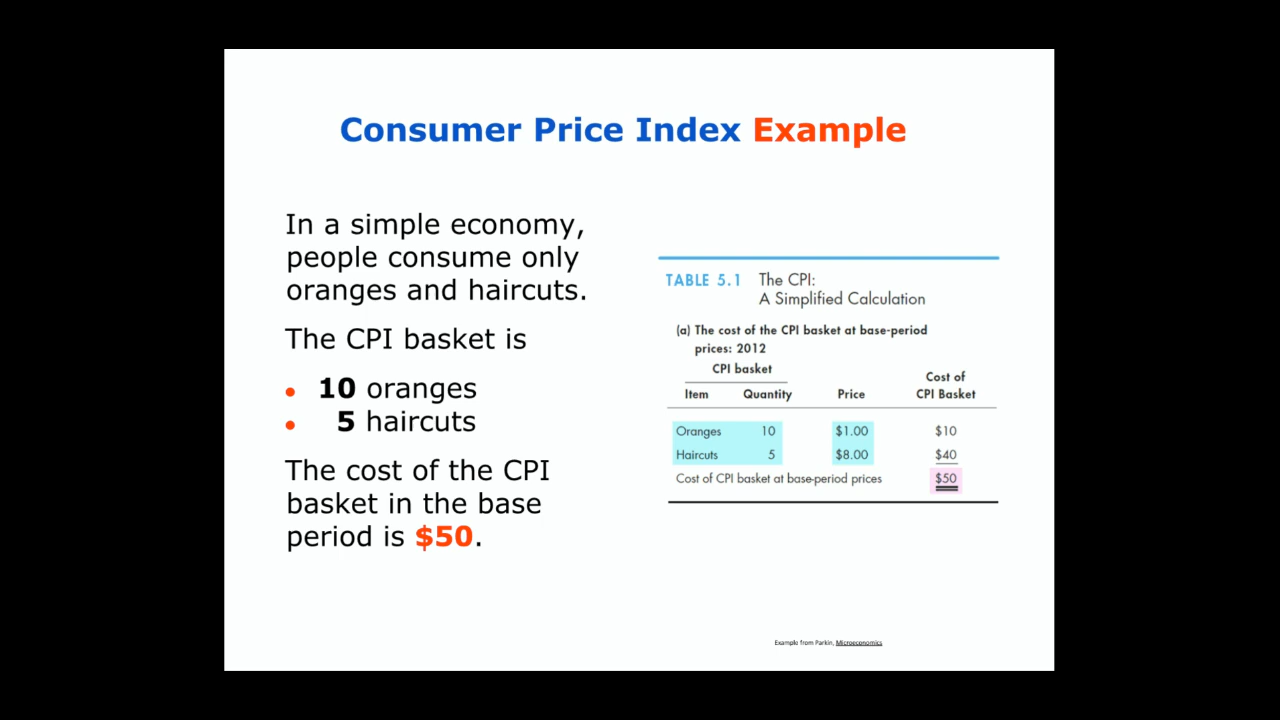 Consumer Price Index Example
In a simple economy,
people consume only
oranges and haircuts.
The CPI basket is
• 10 oranges
• 5 haircuts
The cost of the CPI
basket in the base
period is $50.
TABLE 5.1 The CPI:
A Simplified Calculation
(a) The cost of the CPI basket at base-period
prices: 2012
CPI basket
Cost of
Item Quantity Price CPI Basket
Oranges 10 $1.00 $10
Haircuts 5 $8.00 $40
Cost of CPI basket at base-period prices $50
Example from Parkin, Microeconomics